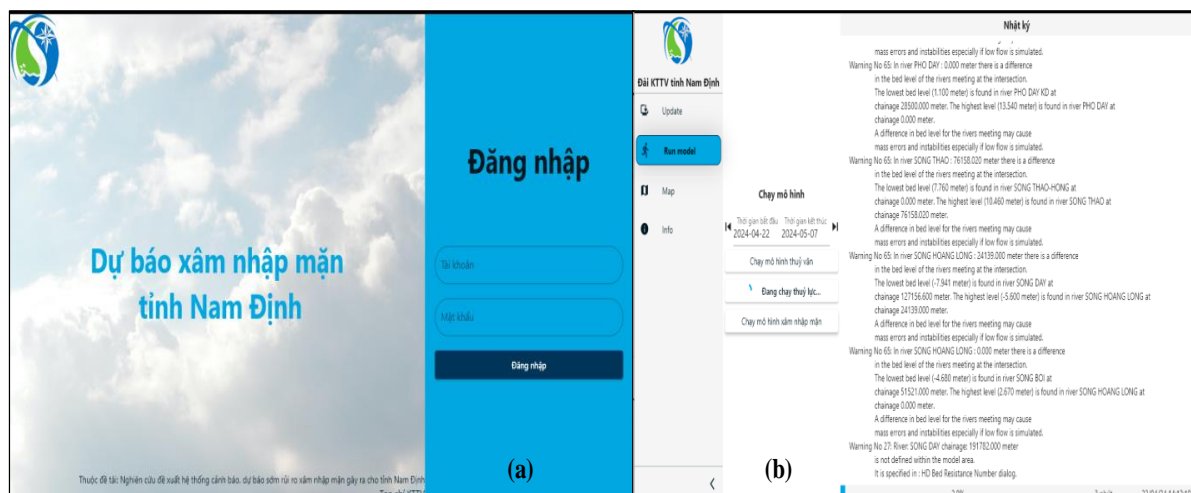 Dự báo xâm nhập mặn
tỉnh Nam Định
Thuộc đề tài: Nghiên cứu đề xuất hệ thống cảnh báo, dự báo sớm rủi ro xâm nhập mặn gây ra cho tỉnh Nam Định
Đăng nhập
Tài khoản
Mật khẩu
Đăng nhập
(a)
Đài KTTV tỉnh Nam Định
Update
Run model
Map
Info
Chạy mô hình
Thời gian bắt đầu Thời gian kết thúc
2024-04-22 2024-05-07
Chạy mô hình thuỷ văn
Đang chạy thuỷ lực...
Chạy mô hình xâm nhập mặn
(b)
Nhật ký
mass errors and instabilities especially if low flow is simulated.
Warning No 65: In river PHO DAY : 0.000 meter there is a difference
in the bed level of the rivers meeting at the intersection.
The lowest bed level (1.100 meter) is found in river PHO DAY KD at
chainage 28500.000 meter. The highest level (13.540 meter) is found in river PHO DAY at
chainage 0.000 meter.
A difference in bed level for the rivers meeting may cause
mass errors and instabilities especially if low flow is simulated.
Warning No 65: In river SONG THAO : 76158.020 meter there is a difference
in the bed level of the rivers meeting at the intersection.
The lowest bed level (7.760 meter) is found in river SONG THAO-HONG at
chainage 0.000 meter. The highest level (10.460 meter) is found in river SONG THAO at
chainage 76158.020 meter.
A difference in bed level for the rivers meeting may cause
mass errors and instabilities especially if low flow is simulated.
Warning No 65: In river SONG HOANG LONG : 24139.000 meter there is a difference
in the bed level of the rivers meeting at the intersection.
The lowest bed level (-7.941 meter) is found in river SONG DAY at
chainage 127156.600 meter. The highest level (-5.600 meter) is found in river SONG HOANG LONG at
chainage 24139.000 meter.
A difference in bed level for the rivers meeting may cause
mass errors and instabilities especially if low flow is simulated.
Warning No 65: In river SONG HOANG LONG : 0.000 meter there is a difference
in the bed level of the rivers meeting at the intersection.
The lowest bed level (-4.680 meter) is found in river SONG BOI at
chainage 51521.000 meter. The highest level (2.670 meter) is found in river SONG HOANG LONG at
chainage 0.000 meter.
A difference in bed level for the rivers meeting may cause
mass errors and instabilities especially if low flow is simulated.
Warning No 27: River: SONG DAY chainage: 191782.000 meter
is not defined within the model area.
It is specified in : HD Bed Resistance Number dialog.